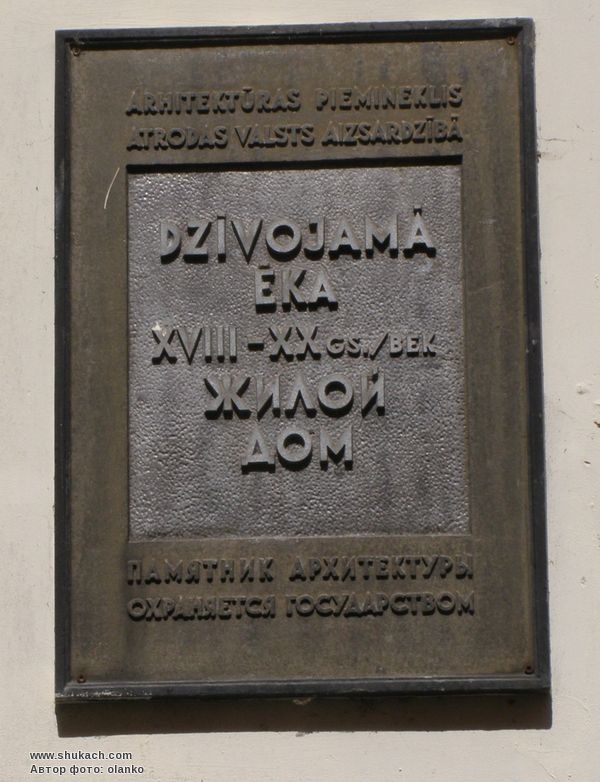 ARHITEKTŪRAS PIEMINEKLIS
ATRODAS VALSTS AIZSARDZĪBĀ
DZĪVOJAMĀ
ĒKA
XVIII-XX GS./ВЕК
ЖИЛОЙ
ДОМ
ПАМЯТНИК АРХИТЕКТУРЫ
ОХРАНЯЕТСЯ ГОСУДАРСТВОМ
www.shukach.com
Автор фото: olanko